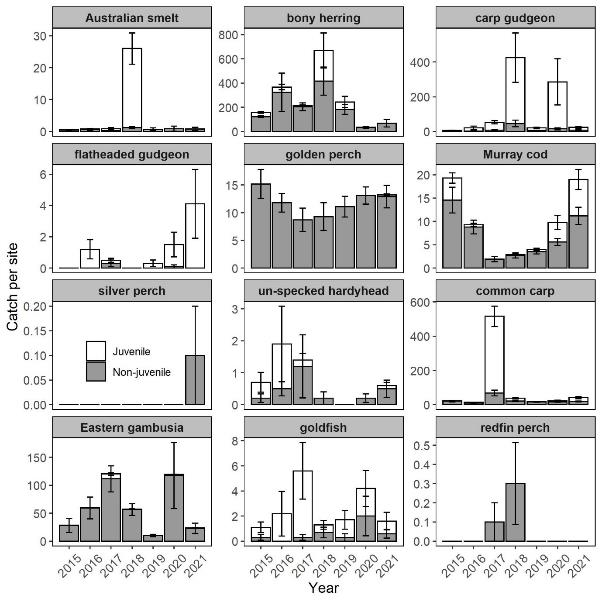 Australian smelt
bony herring
carp gudgeon
30
20
10
0
800
600
400
200
0
400
200
0
flatheaded gudgeon
golden perch
Murray cod
6
4
2
0
15
10
5
0
20
15
10
5
0
Catch per site
silver perch
un-specked hardyhead
common carp
0.20
0.15
0.10
0.05
0.00
Juvenile
Non-juvenile
3
2
1
0
600
400
200
0
Eastern gambusia
goldfish
redfin perch
150
100
50
0
8
6
4
2
0
0.5
0.4
0.3
0.2
0.1
0.0
2015 2016 2017 2018 2019 2020 2021
2015 2016 2017 2018 2019 2020 2021
2015 2016 2017 2018 2019 2020 2021
Year